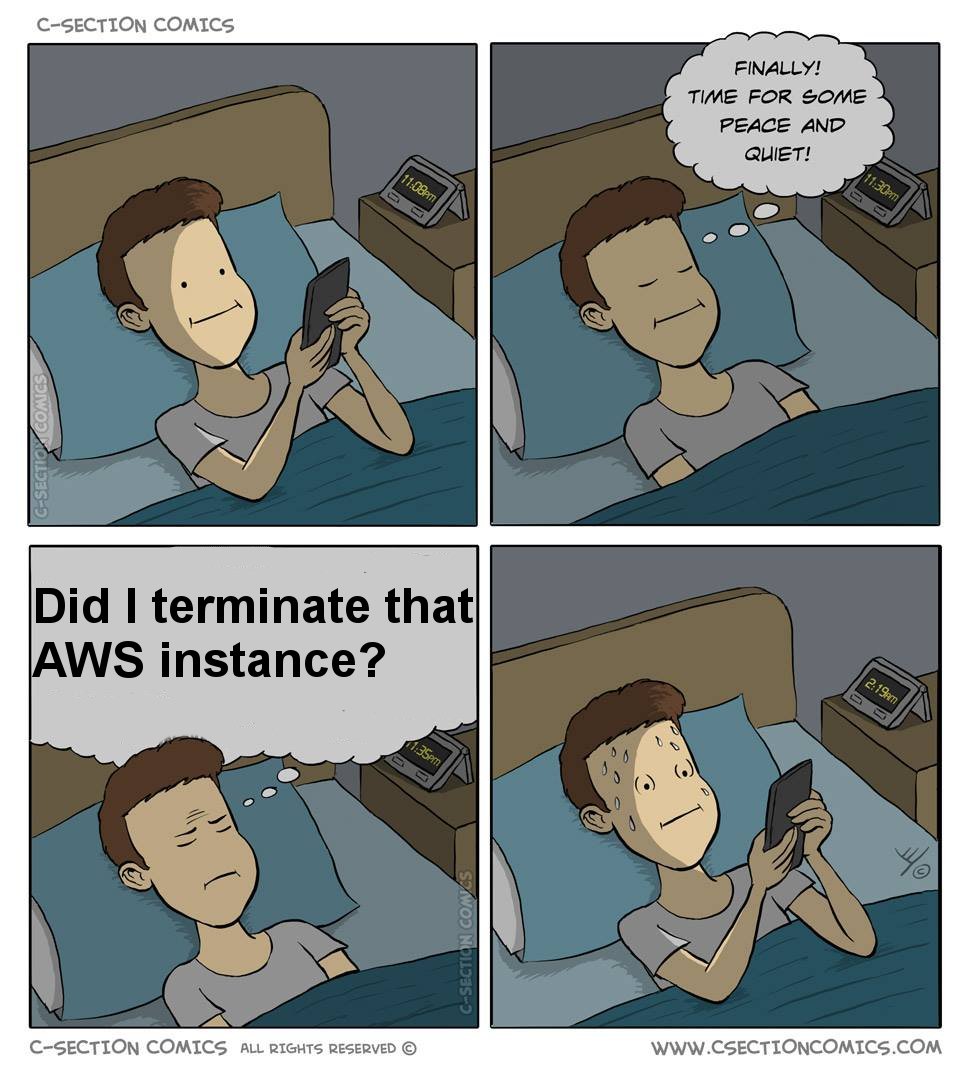 C-SECTION COMICS
11:08PM
C-SECTION COMICS
FINALLY!
TIME FOR SOME
PEACE AND
QUIET!
11:30PM
Did I terminate that
AWS instance?
11:35PM
C-SECTION COMICS
2:19AM
C-SECTION COMICS ALL RIGHTS RESERVED ©
WWW.CSECTIONCOMICS.COM